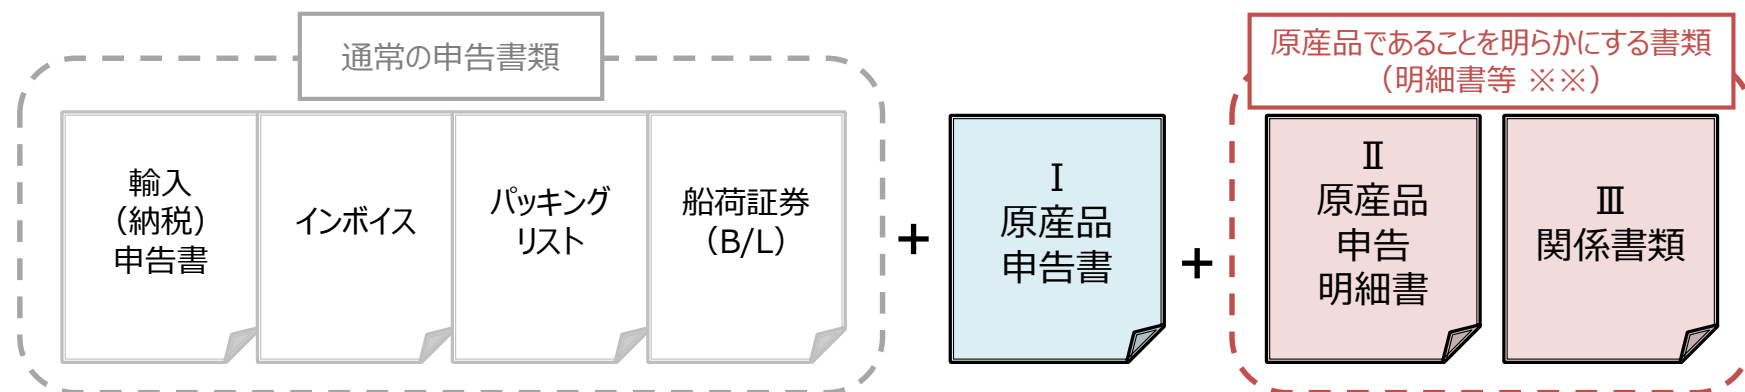 通常の申告書類
輸入
（納税）
申告書
インボイス
パッキング
リスト
船荷証券
（B/L）
+
Ⅰ
原産品
申告書
+
原産品であることを明らかにする書類
（明細書等 ※※）
Ⅱ
原産品
申告
明細書
Ⅲ
関係書類